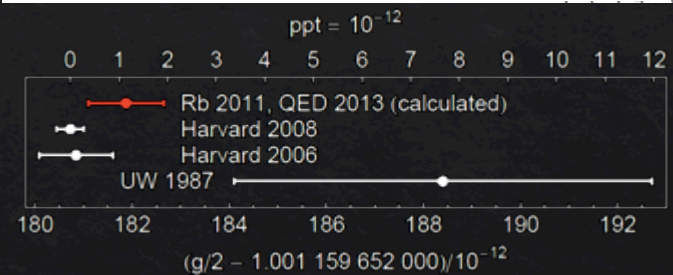 ppt = 10⁻¹²
0 1 2 3 4 5 6 7 8 9 10 11 12
Rb 2011, QED 2013 (calculated)
Harvard 2008
Harvard 2006
UW 1987
180 182 184 186 188 190 192
(g/2 − 1.001 159 652 000)/10⁻¹²